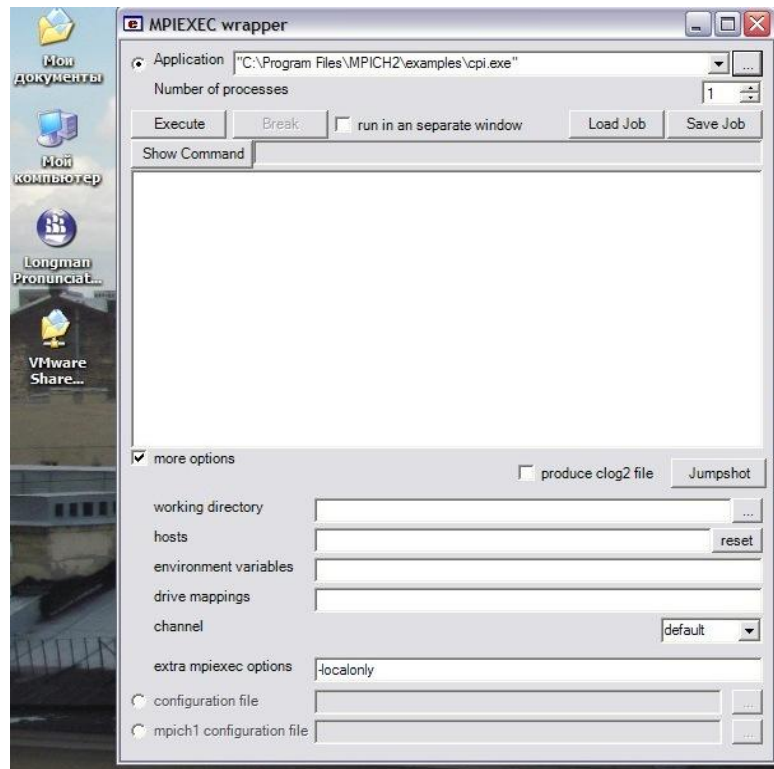 Мои
документы
Мой
компьютер
Longman
Pronunciat...
VMware
Share...
MPIEXEC wrapper
Application "C:\Program Files\MPICH2\examples\cpi.exe" ...
Number of processes 1
Execute Break run in an separate window Load Job Save Job
Show Command
more options
produce clog2 file Jumpshot
working directory ...
hosts reset
environment variables
drive mappings
channel default
extra mpiexec options -localonly
configuration file ...
mpich1 configuration file ...